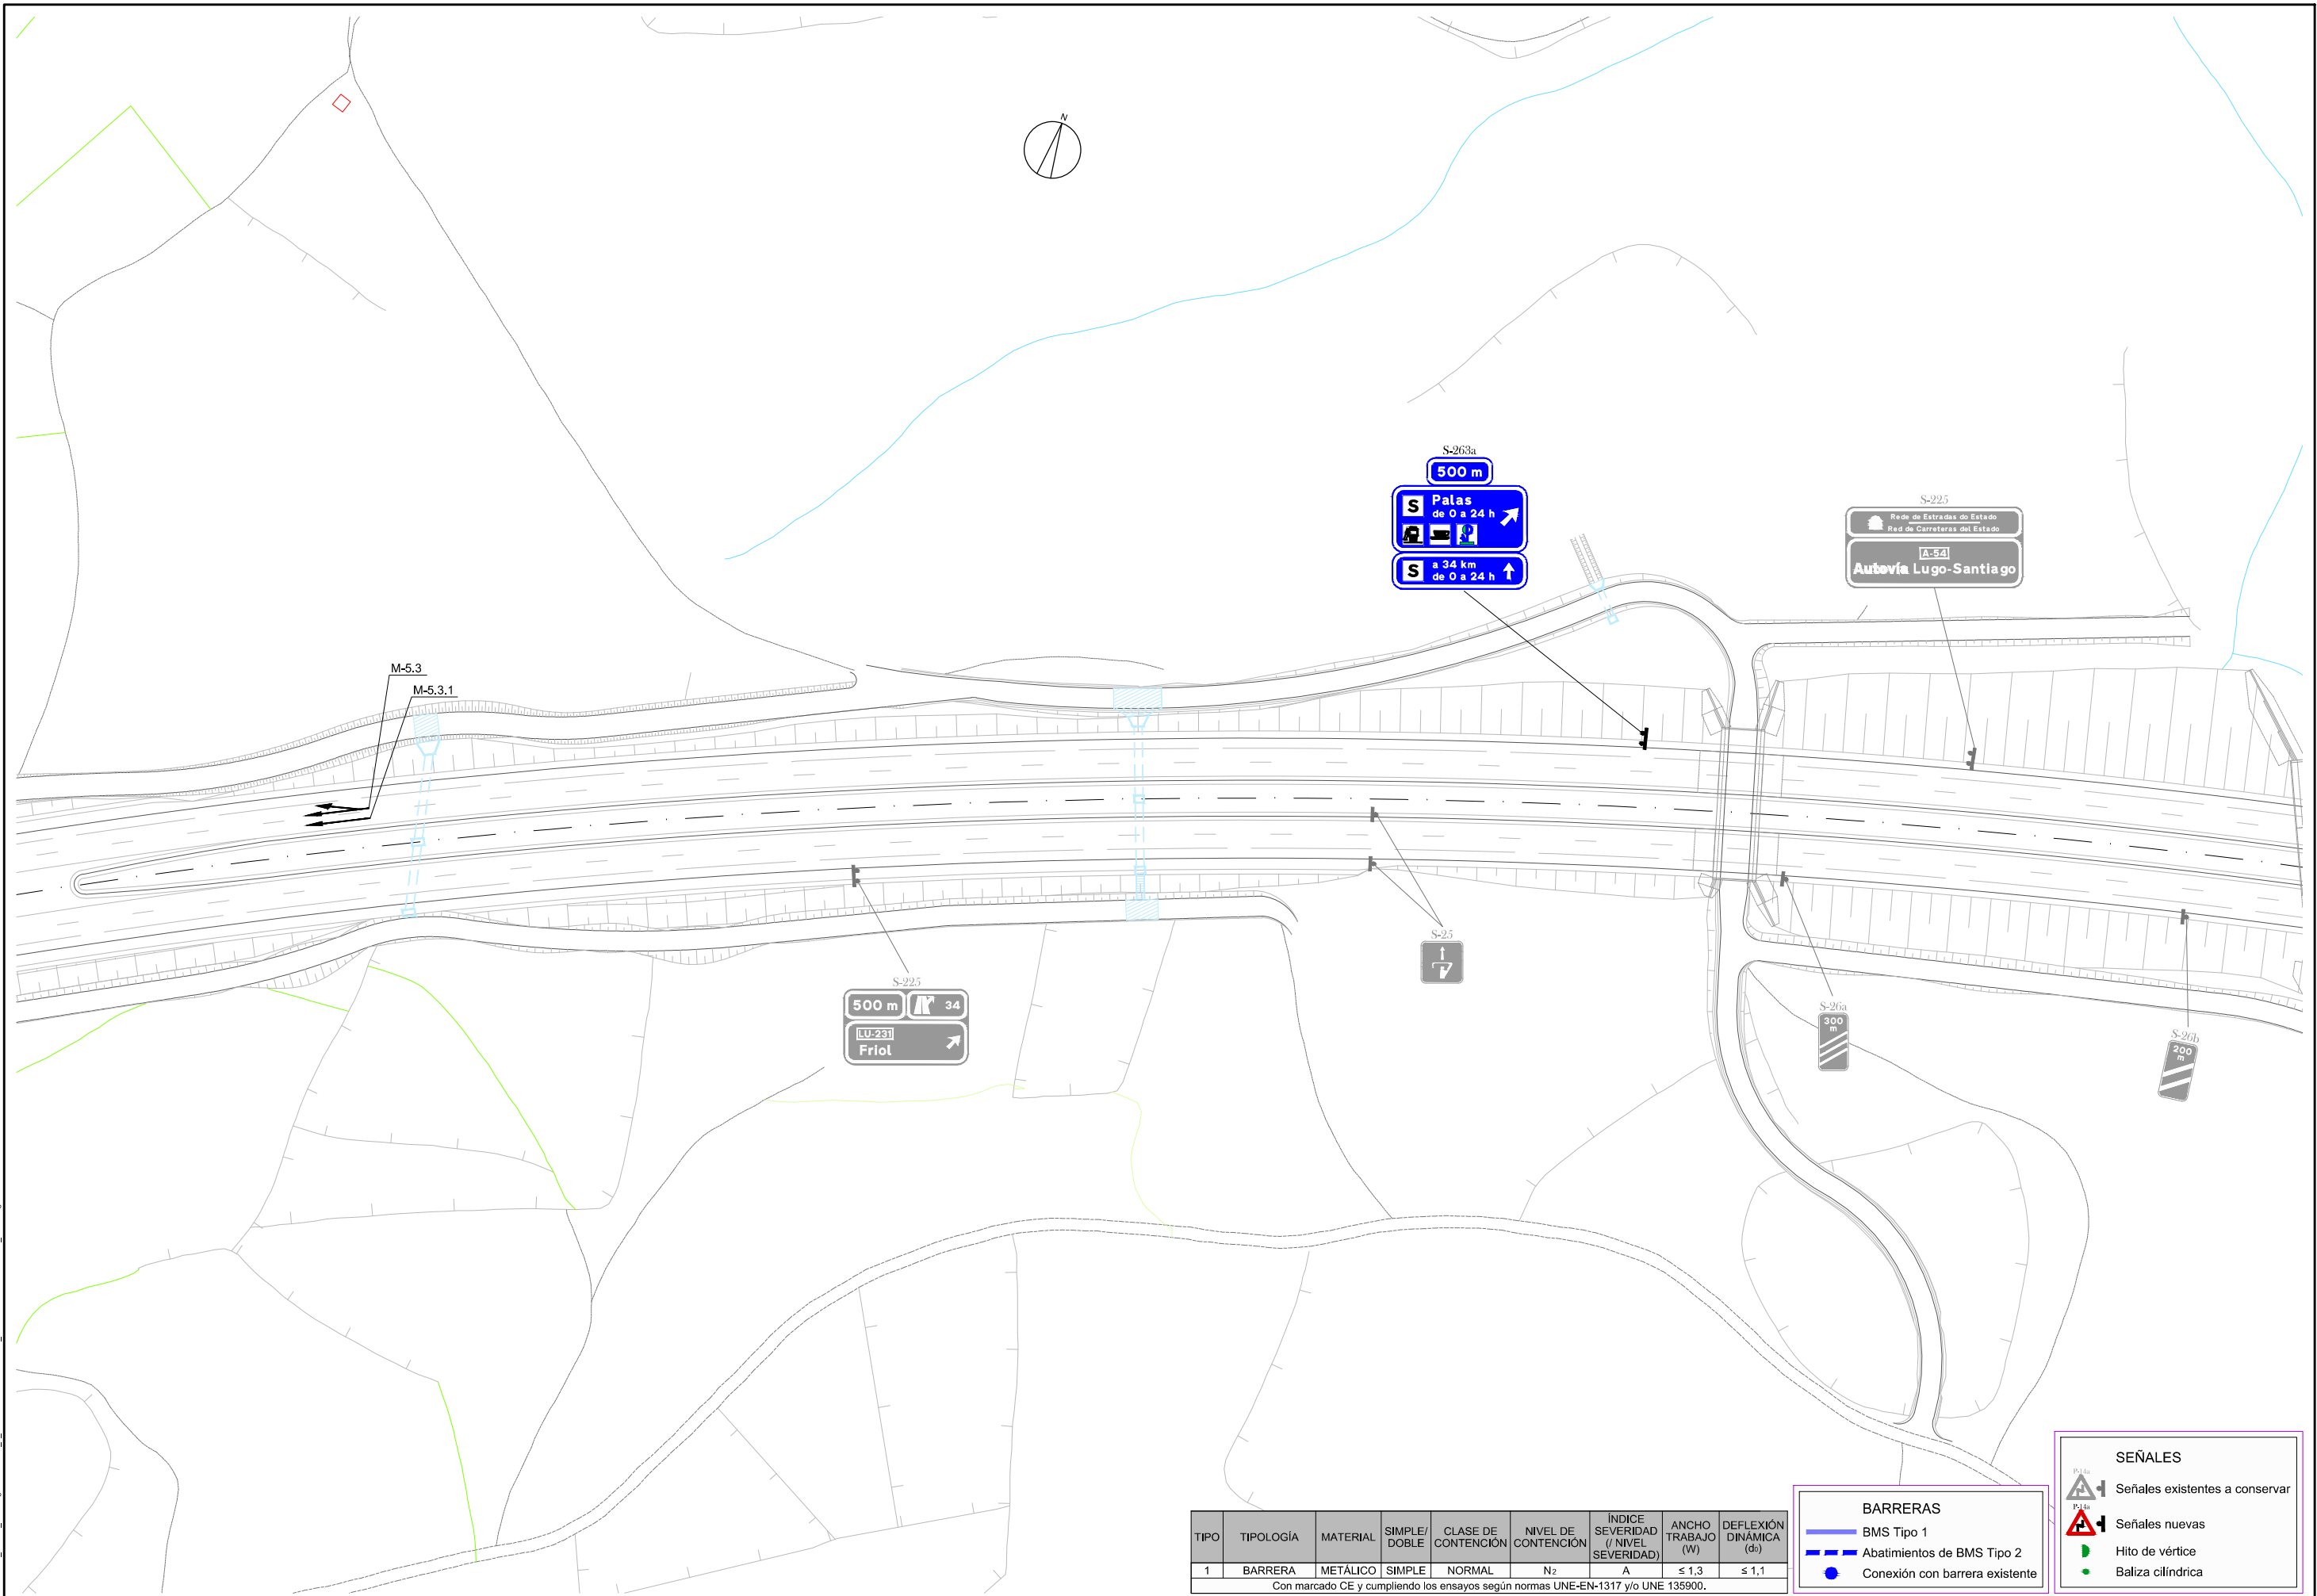 N
S-263a
500 m
S Palas
de 0 a 24 h
S a 34 km
de 0 a 24 h
S-225
Rede de Estradas do Estado
Red de Carreteras del Estado
A-54
Autovía Lugo-Santiago
M-5.3
M-5.3.1
S-225
500 m 34
LU-231
Friol
S-25
S-26a
300
m
S-26b
200
m
TIPO TIPOLOGÍA MATERIAL SIMPLE/ DOBLE CLASE DE CONTENCIÓN NIVEL DE CONTENCIÓN ÍNDICE SEVERIDAD (/ NIVEL SEVERIDAD) ANCHO TRABAJO (W) DEFLEXIÓN DINÁMICA (d₀)
1 BARRERA METÁLICO SIMPLE NORMAL N2 A ≤ 1,3 ≤ 1,1
Con marcado CE y cumpliendo los ensayos según normas UNE-EN-1317 y/o UNE 135900.
BARRERAS
BMS Tipo 1
Abatimientos de BMS Tipo 2
Conexión con barrera existente
SEÑALES
P-14a
Señales existentes a conservar
P-14a
Señales nuevas
Hito de vértice
Baliza cilíndrica